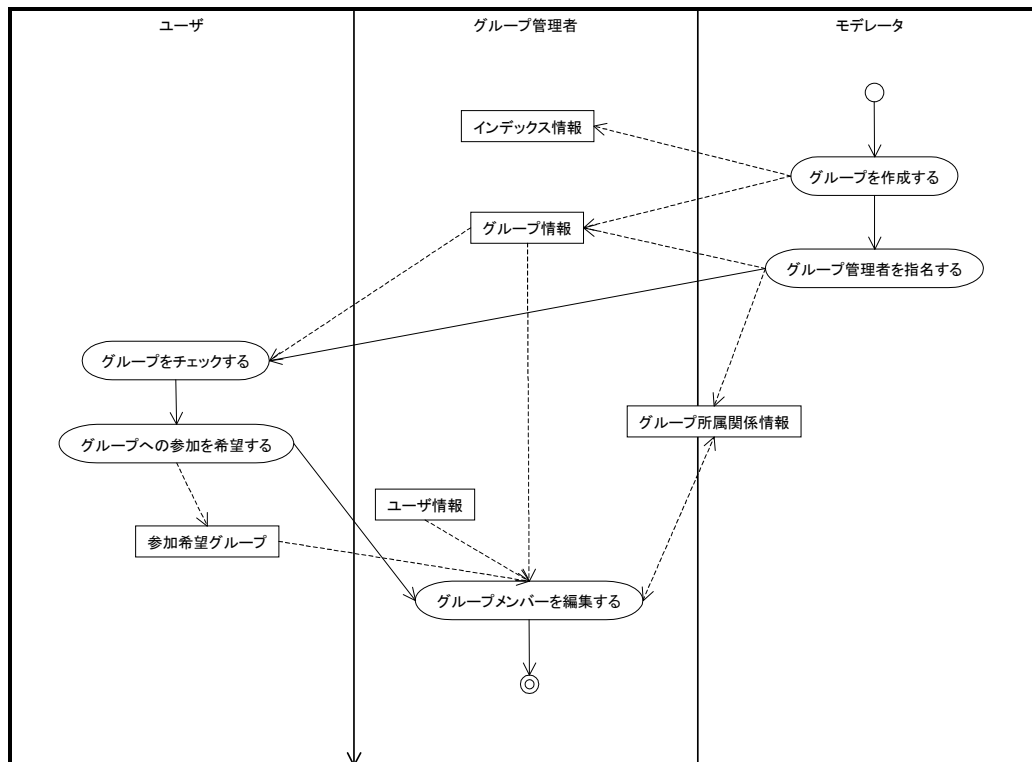 ユーザ
グループ管理者
モデレータ
インデックス情報
グループを作成する
グループ情報
グループ管理者を指名する
グループをチェックする
グループ所属関係情報
グループへの参加を希望する
ユーザ情報
参加希望グループ
グループメンバーを編集する